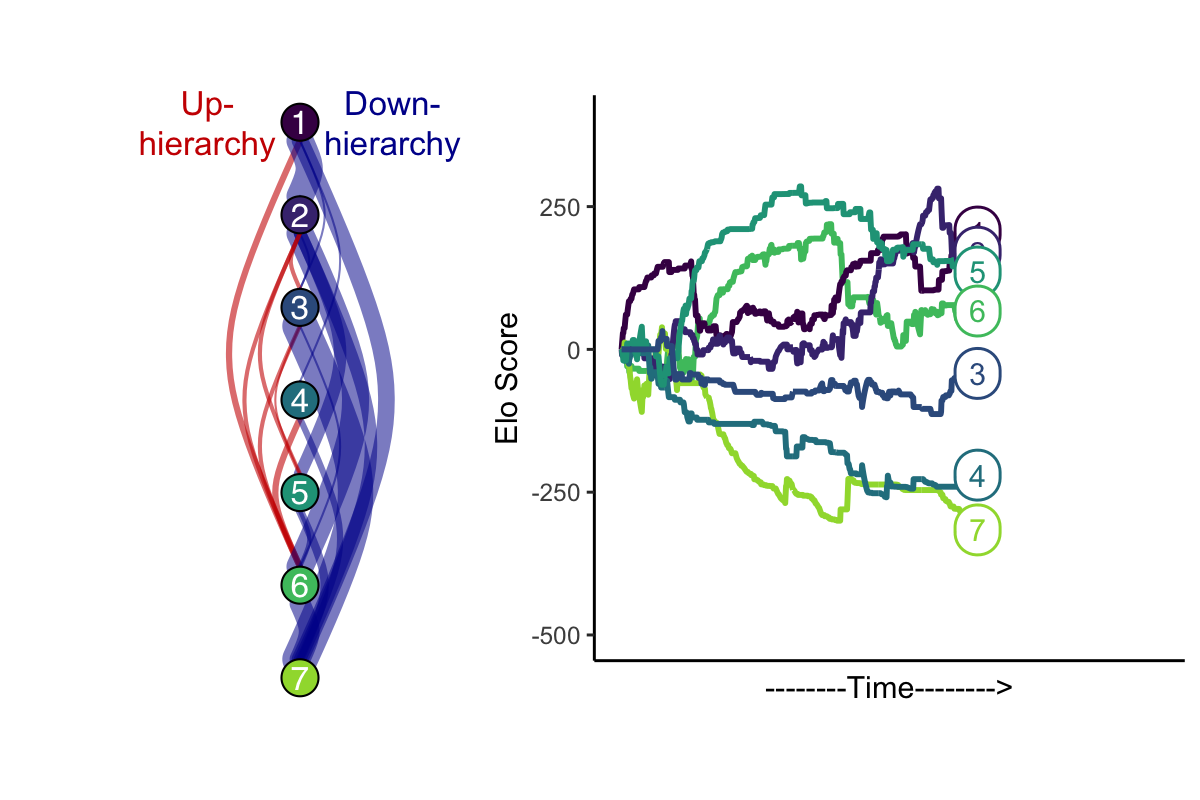 Up-
hierarchy
Down-
hierarchy
1
2
3
4
5
6
7
Elo Score
250
0
-250
-500
5
6
3
4
7
--------Time-------->